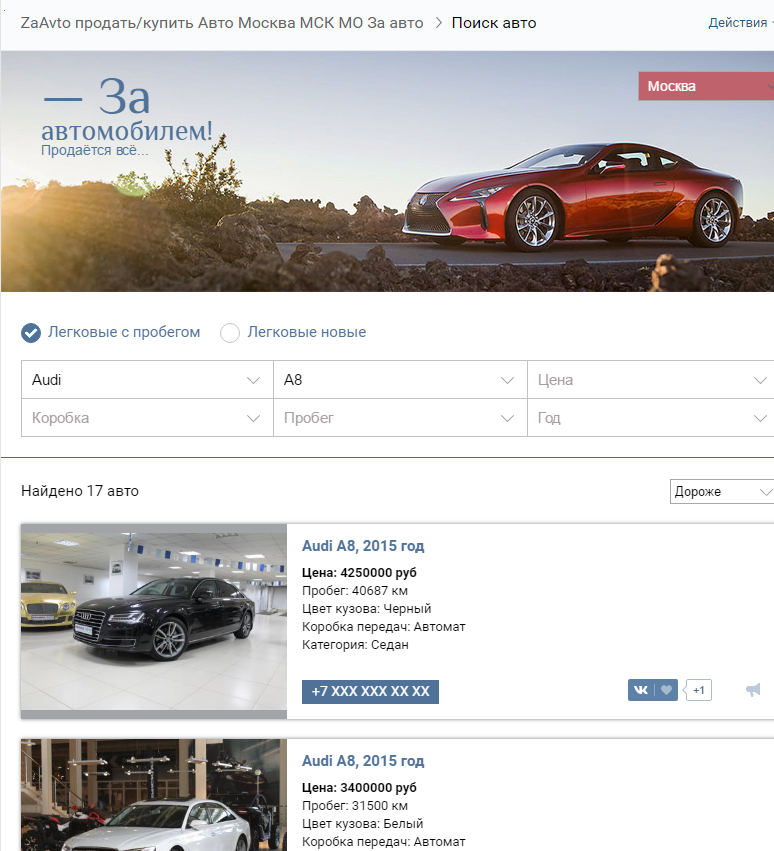 ZaAvto продать/купить Авто Москва МСК МО За авто > Поиск авто
Действия
— За
автомобилем!
Продаётся всё...
Москва
Легковые с пробегом
Легковые новые
Audi
A8
Цена
Коробка
Пробег
Год
Найдено 17 авто
Дороже
Audi A8, 2015 год
Цена: 4250000 руб
Пробег: 40687 км
Цвет кузова: Черный
Коробка передач: Автомат
Категория: Седан
+7 XXX XXX XX XX
+1
Audi A8, 2015 год
Цена: 3400000 руб
Пробег: 31500 км
Цвет кузова: Белый
Коробка передач: Автомат